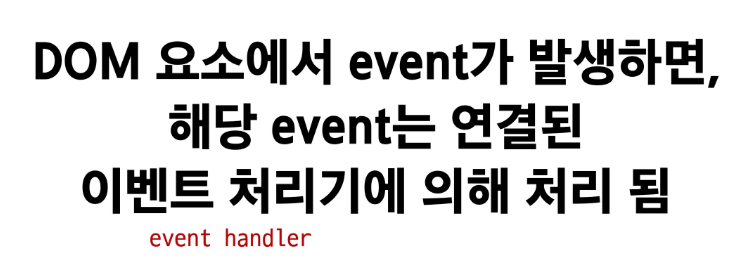 DOM 요소에서 event가 발생하면,
해당 event는 연결된
이벤트 처리기에 의해 처리 됨
event handler